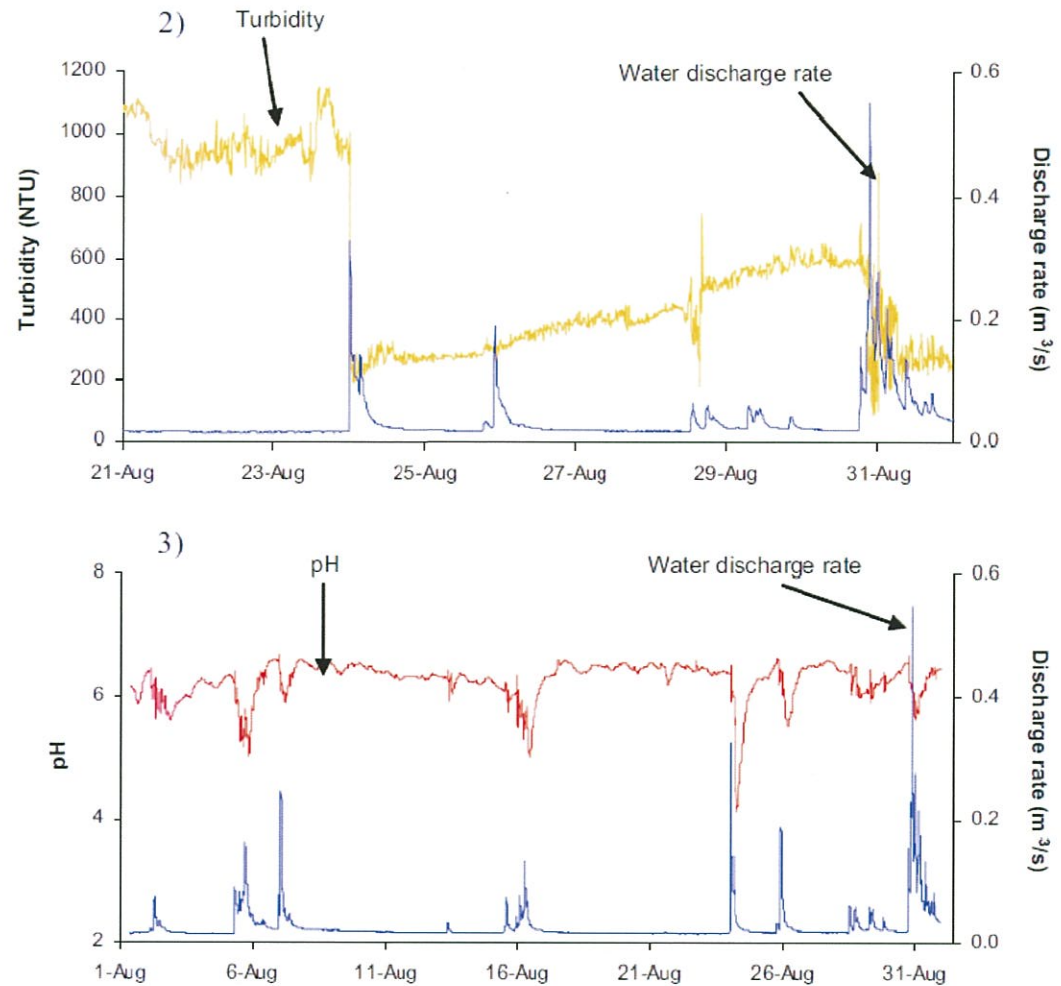 2)
Turbidity
Water discharge rate
1200
1000
800
600
400
200
0
Turbidity (NTU)
0.6
0.4
0.2
0.0
Discharge rate (m³/s)
21-Aug 23-Aug 25-Aug 27-Aug 29-Aug 31-Aug
3)
pH
Water discharge rate
8
6
4
2
pH
0.6
0.4
0.2
0.0
Discharge rate (m³/s)
1-Aug 6-Aug 11-Aug 16-Aug 21-Aug 26-Aug 31-Aug